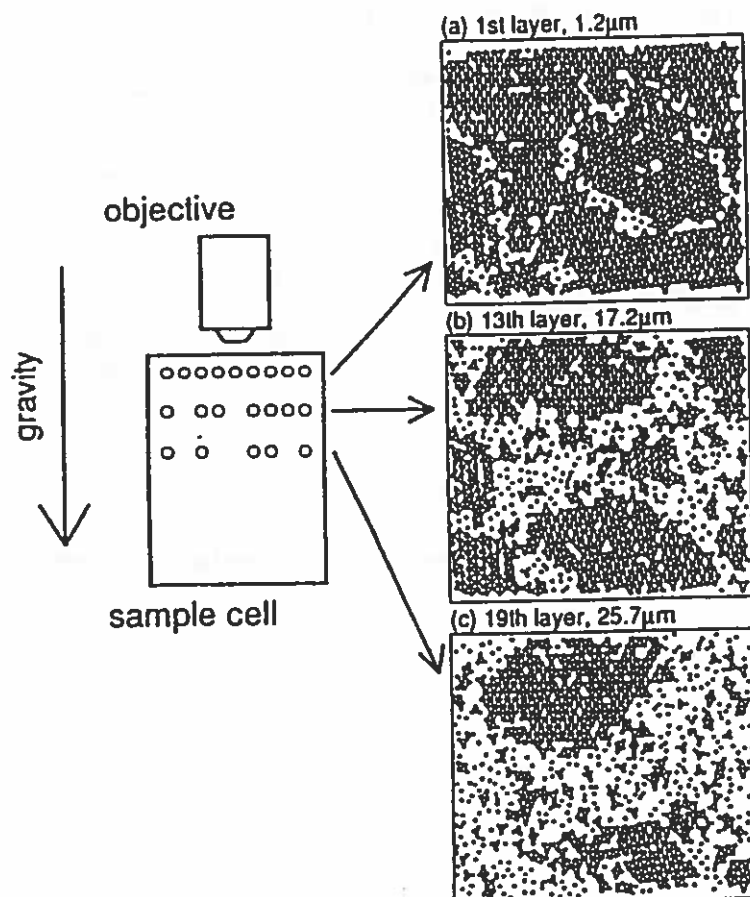 (a) 1st layer, 1.2μm
objective
gravity
(b) 13th layer, 17.2μm
sample cell
(c) 19th layer, 25.7μm